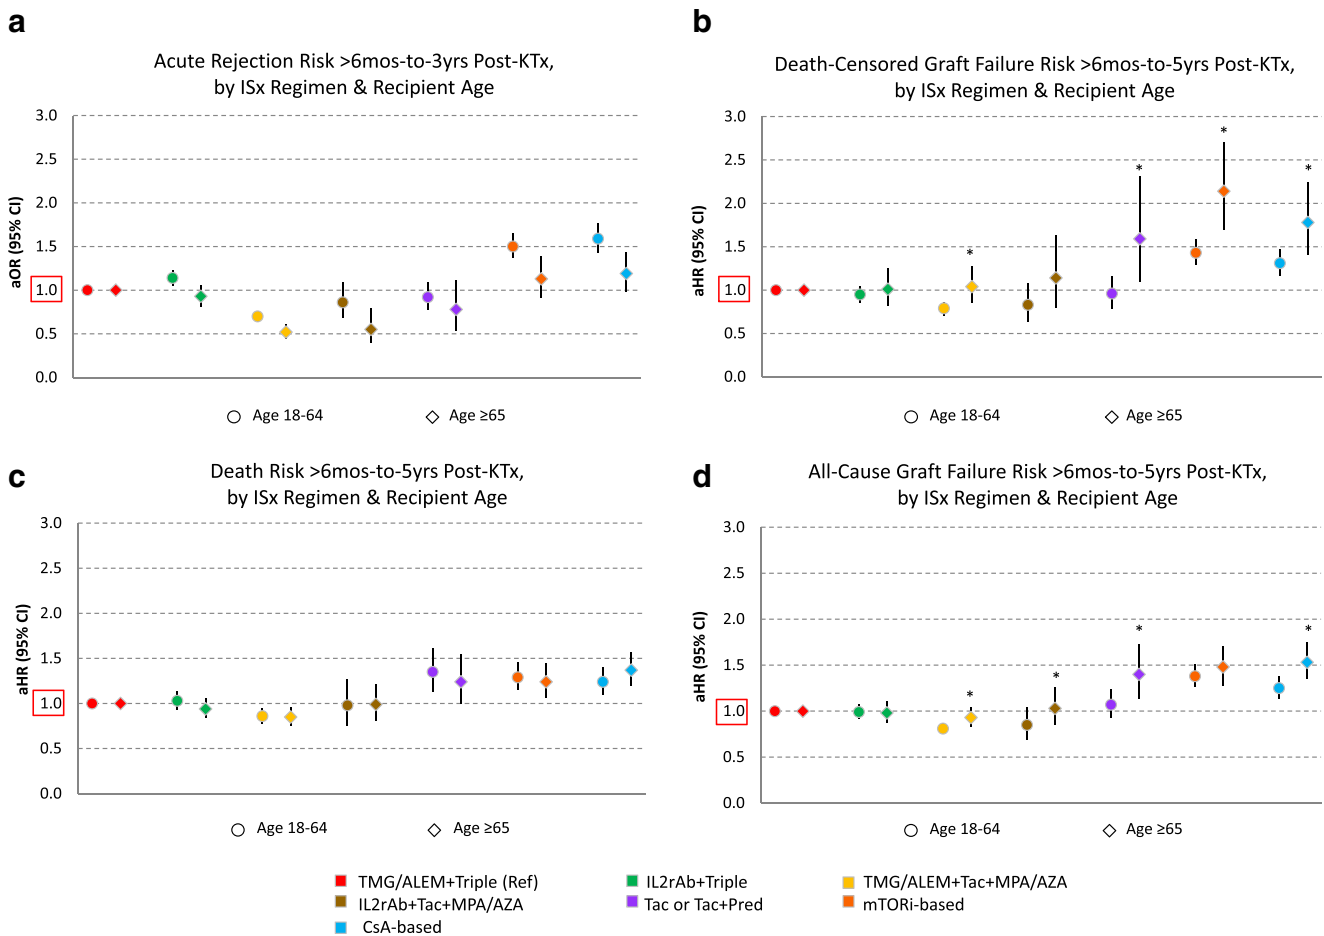 a
Acute Rejection Risk >6mos-to-3yrs Post-KTx,
by ISx Regimen & Recipient Age
3.0
2.5
2.0
1.5
1.0
0.5
0.0
aOR (95% CI)
Age 18-64
Age ≥65
b
Death-Censored Graft Failure Risk >6mos-to-5yrs Post-KTx,
by ISx Regimen & Recipient Age
3.0
2.5
2.0
1.5
1.0
0.5
0.0
aHR (95% CI)
*
*
*
*
Age 18-64
Age ≥65
c
Death Risk >6mos-to-5yrs Post-KTx,
by ISx Regimen & Recipient Age
3.0
2.5
2.0
1.5
1.0
0.5
0.0
aHR (95% CI)
Age 18-64
Age ≥65
d
All-Cause Graft Failure Risk >6mos-to-5yrs Post-KTx,
by ISx Regimen & Recipient Age
3.0
2.5
2.0
1.5
1.0
0.5
0.0
aHR (95% CI)
*
*
*
*
Age 18-64
Age ≥65
TMG/ALEM+Triple (Ref)
IL2rAb+Triple
TMG/ALEM+Tac+MPA/AZA
IL2rAb+Tac+MPA/AZA
Tac or Tac+Pred
mTORi-based
CsA-based